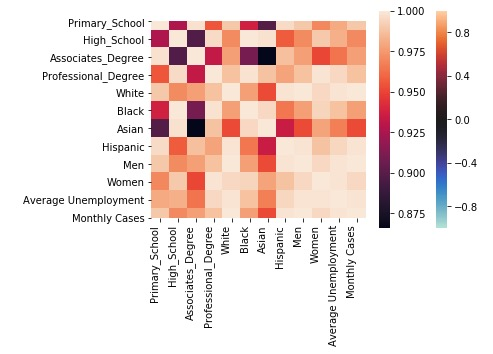 Primary_School
High_School
Associates_Degree
Professional_Degree
White
Black
Asian
Hispanic
Men
Women
Average Unemployment
Monthly Cases
Primary_School
High_School
Associates_Degree
Professional_Degree
White
Black
Asian
Hispanic
Men
Women
Average Unemployment
Monthly Cases
1.000
0.975
0.950
0.925
0.900
0.875
0.8
0.4
0.0
−0.4
−0.8